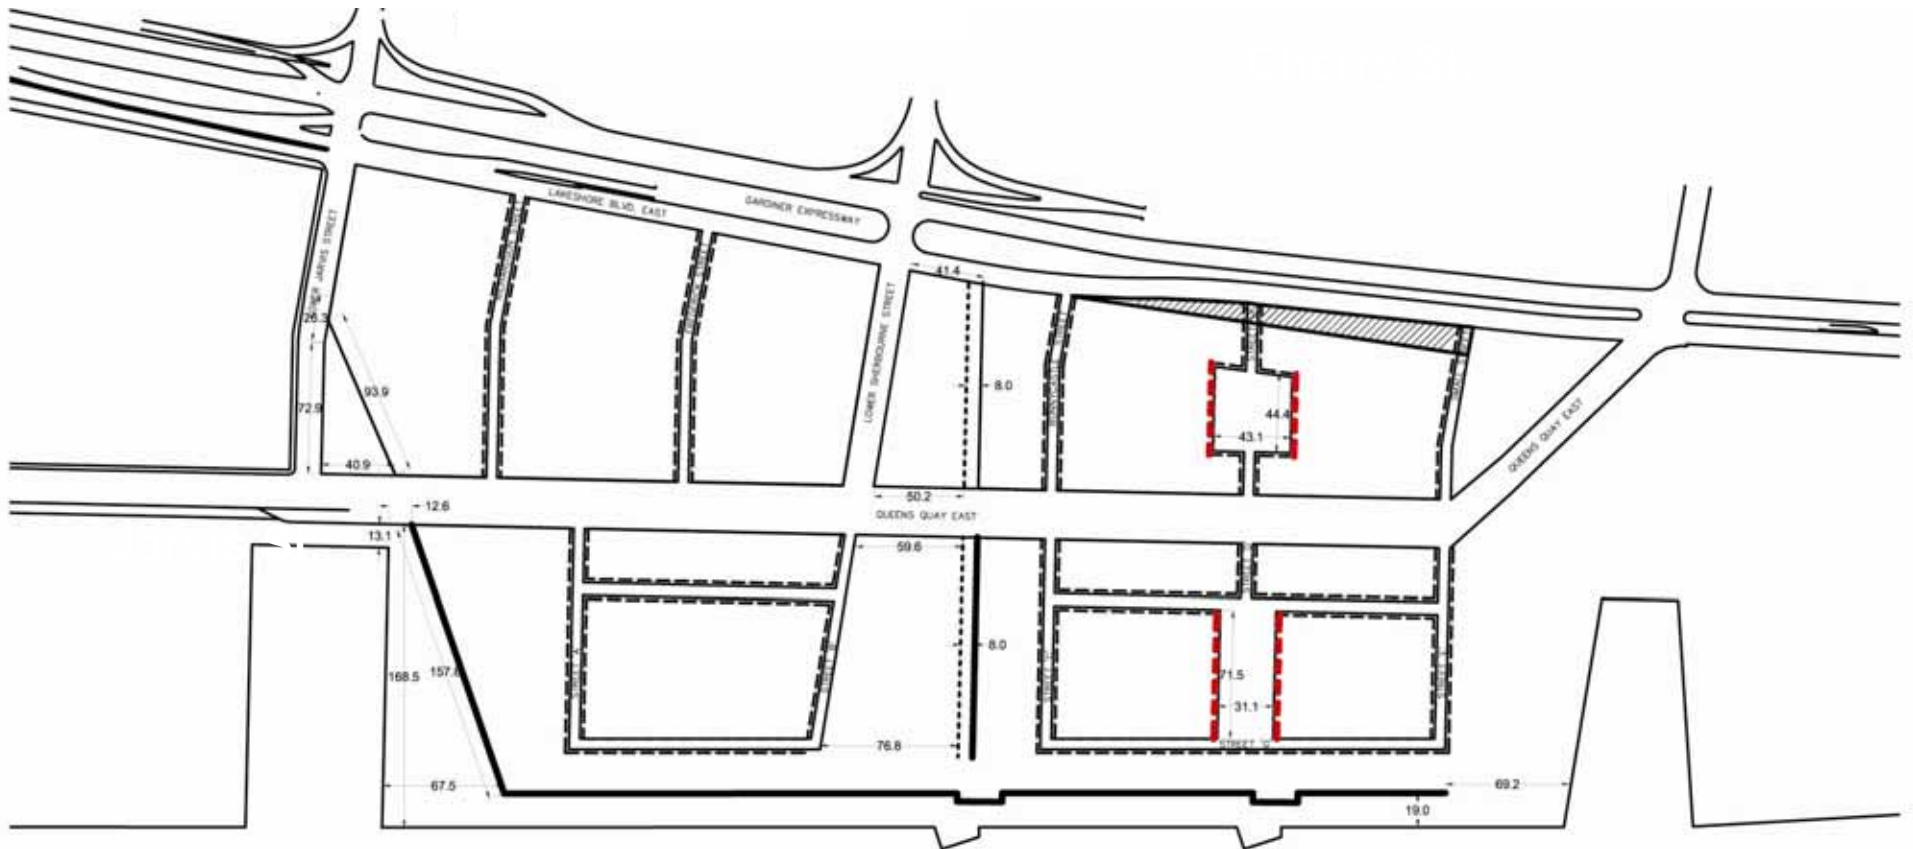 LAKESHORE BLVD. EAST
GARDINER EXPRESSWAY
LOWER JARVIS STREET
41.4
LOWER SHERBOURNE STREET
26.3
93.9
72.9
40.9
8.0
44.4
43.1
QUEENS QUAY EAST
50.2
12.6
QUEENS QUAY EAST
13.1
59.6
8.0
168.5
71.5
31.1
76.8
STREET 'G'
67.5
69.2
19.0